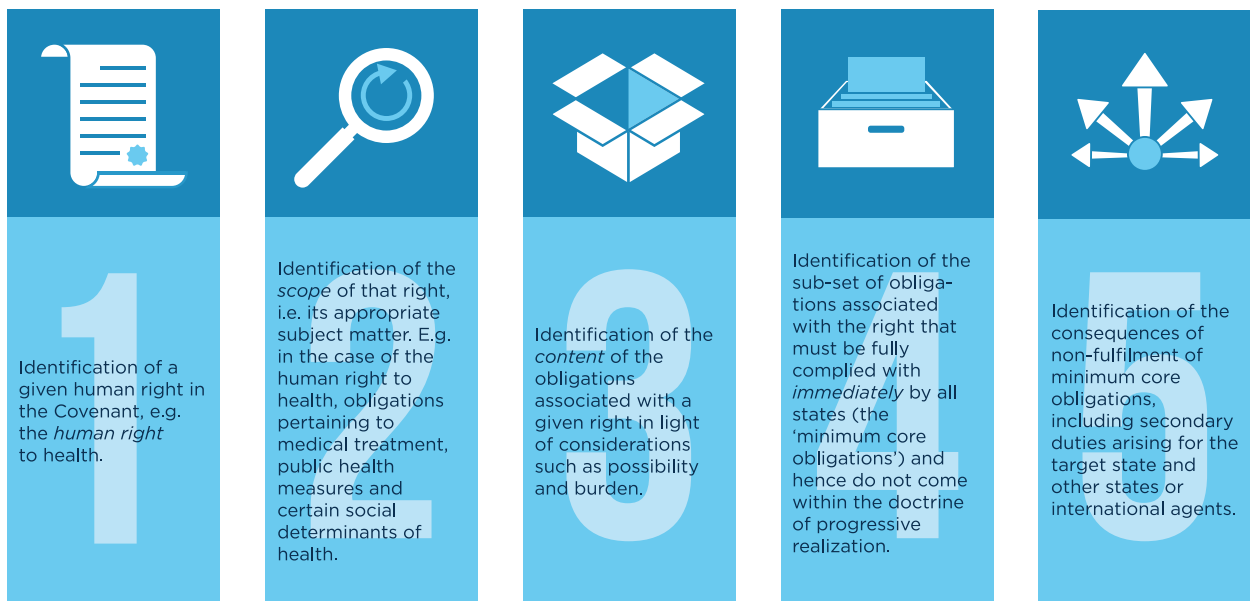 1
Identification of a
given human right in
the Covenant, e.g.
the human right
to health.
2
Identification of the
scope of that right,
i.e. its appropriate
subject matter. E.g.
in the case of the
human right to
health, obligations
pertaining to
medical treatment,
public health
measures and
certain social
determinants of
health.
3
Identification of the
content of the
obligations
associated with a
given right in light
of considerations
such as possibility
and burden.
4
Identification of the
sub-set of obliga-
tions associated
with the right that
must be fully
complied with
immediately by all
states (the
‘minimum core
obligations’) and
hence do not come
within the doctrine
of progressive
realization.
5
Identification of the
consequences of
non-fulfilment of
minimum core
obligations,
including secondary
duties arising for the
target state and
other states or
international agents.